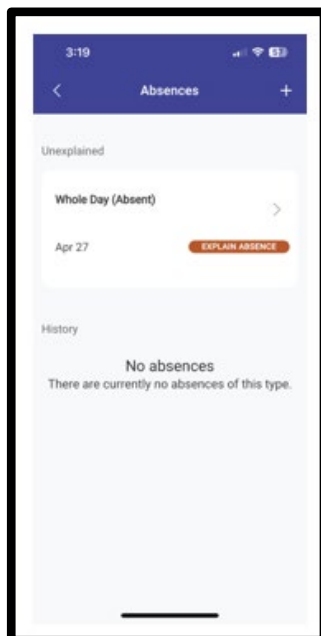 3:19
Absences
Unexplained
Whole Day (Absent)
Apr 27
EXPLAIN ABSENCE
History
No absences
There are currently no absences of this type.